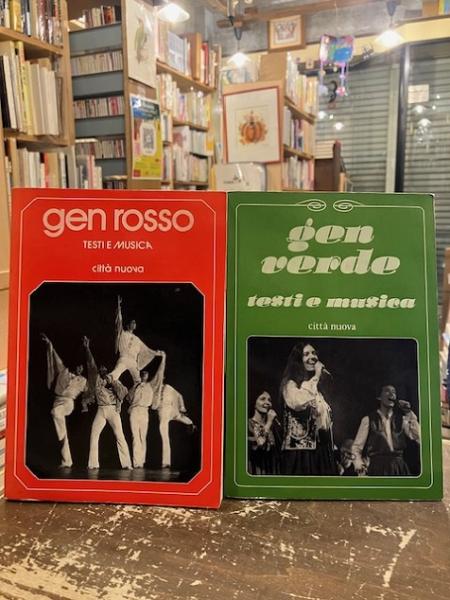 gen rosso
TESTI E MUSICA
città nuova
gen
verde
testi e musica
città nuova